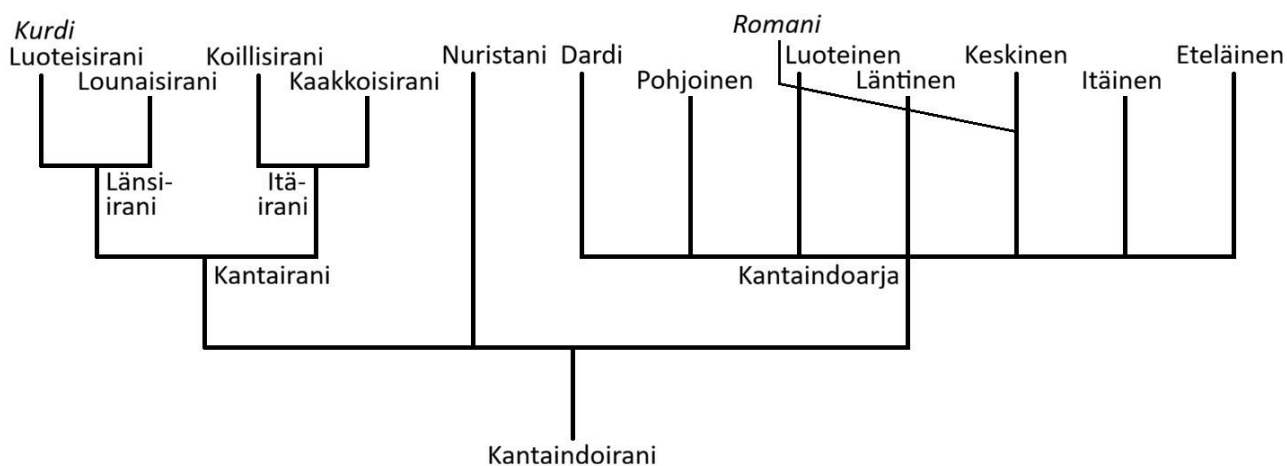 Kurdi
Luoteisirani
Lounaisirani
Koillisirani
Kaakkoisirani
Nuristani
Dardi
Pohjoinen
Romani
Luoteinen
Läntinen
Keskinen
Itäinen
Eteläinen
Länsi-
irani
Itä-
irani
Kantairani
Kantaindoarja
Kantaindoirani